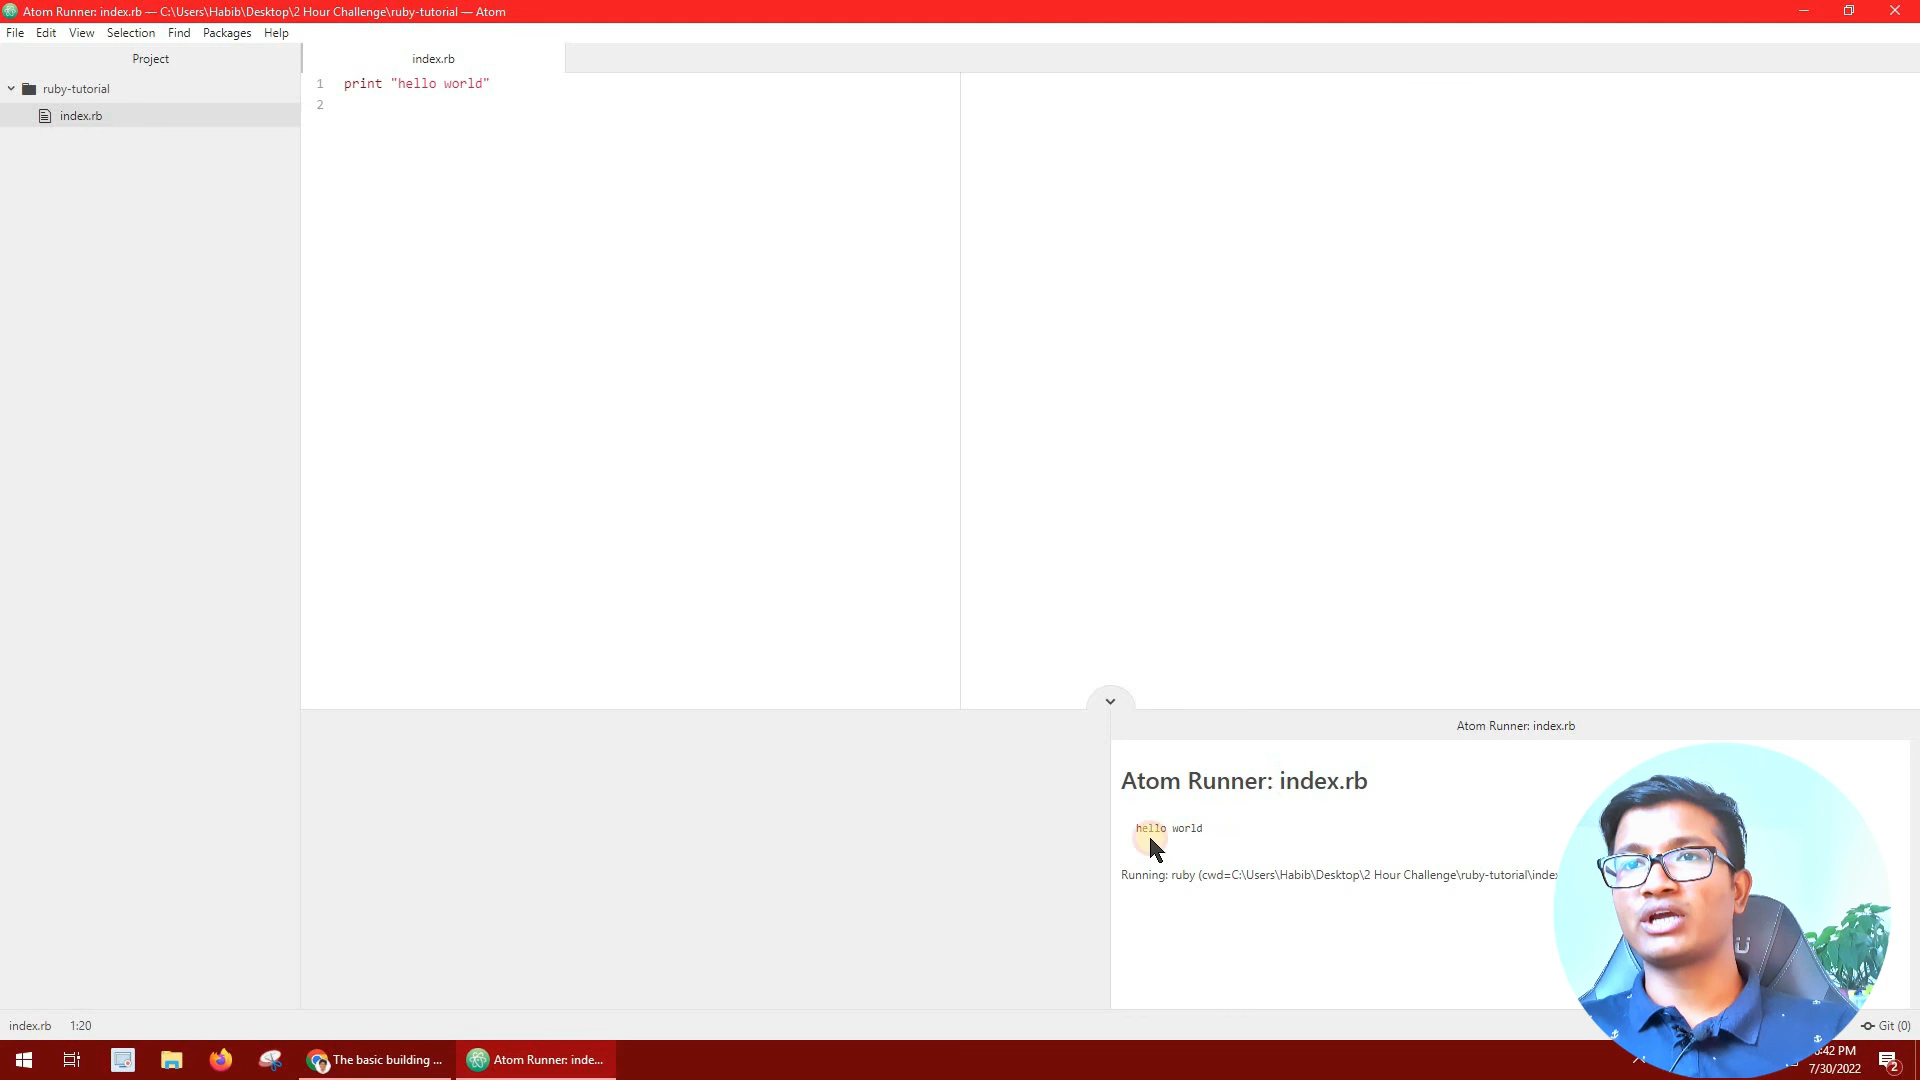 Atom Runner: index.rb — C:\Users\Habib\Desktop\2 Hour Challenge\ruby-tutorial — Atom
File Edit View Selection Find Packages Help
Project
index.rb
ruby-tutorial
index.rb
1 print "hello world"
2
Atom Runner: index.rb
Atom Runner: index.rb
hello world
Running: ruby (cwd=C:\Users\Habib\Desktop\2 Hour Challenge\ruby-tutorial\index
index.rb 1:20
Git (0)
The basic building ...
Atom Runner: inde...
:42 PM
7/30/2022
2